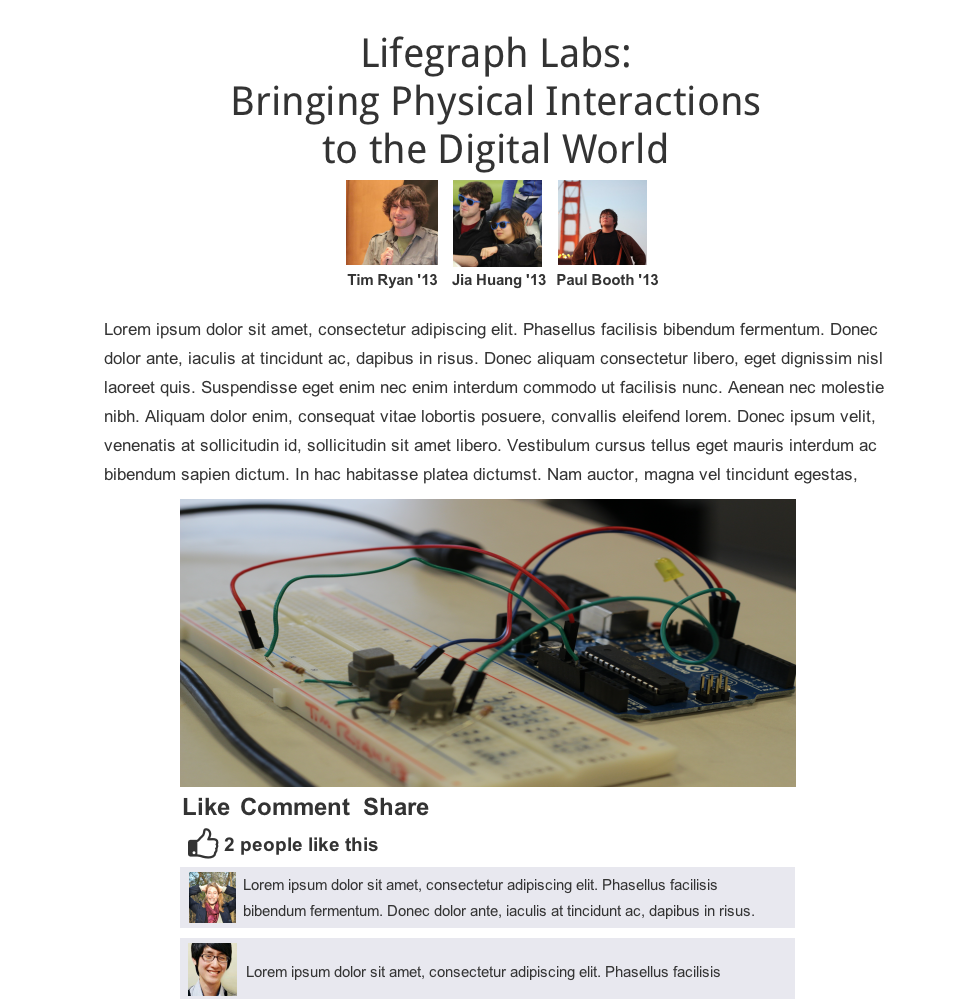 Lifegraph Labs:
Bringing Physical Interactions
to the Digital World
Tim Ryan '13 Jia Huang '13 Paul Booth '13
Lorem ipsum dolor sit amet, consectetur adipiscing elit. Phasellus facilisis bibendum fermentum. Donec
dolor ante, iaculis at tincidunt ac, dapibus in risus. Donec aliquam consectetur libero, eget dignissim nisl
laoreet quis. Suspendisse eget enim nec enim interdum commodo ut facilisis nunc. Aenean nec molestie
nibh. Aliquam dolor enim, consequat vitae lobortis posuere, convallis eleifend lorem. Donec ipsum velit,
venenatis at sollicitudin id, sollicitudin sit amet libero. Vestibulum cursus tellus eget mauris interdum ac
bibendum sapien dictum. In hac habitasse platea dictumst. Nam auctor, magna vel tincidunt egestas,
Tim Ryan '13
Like Comment Share
2 people like this
Lorem ipsum dolor sit amet, consectetur adipiscing elit. Phasellus facilisis
bibendum fermentum. Donec dolor ante, iaculis at tincidunt ac, dapibus in risus.
Lorem ipsum dolor sit amet, consectetur adipiscing elit. Phasellus facilisis